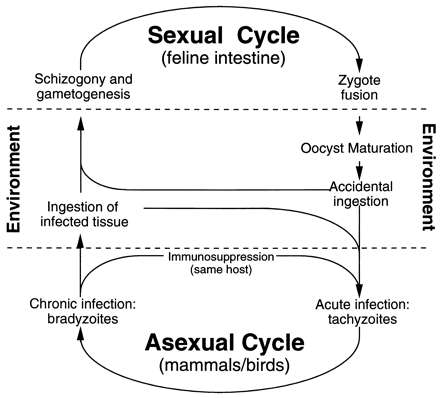 Sexual Cycle
(feline intestine)
Schizogony and
gametogenesis
Zygote
fusion
Environment
Environment
Oocyst Maturation
Accidental
ingestion
Ingestion of
infected tissue
Immunosuppression
(same host)
Chronic infection:
bradyzoites
Acute infection:
tachyzoites
Asexual Cycle
(mammals/birds)